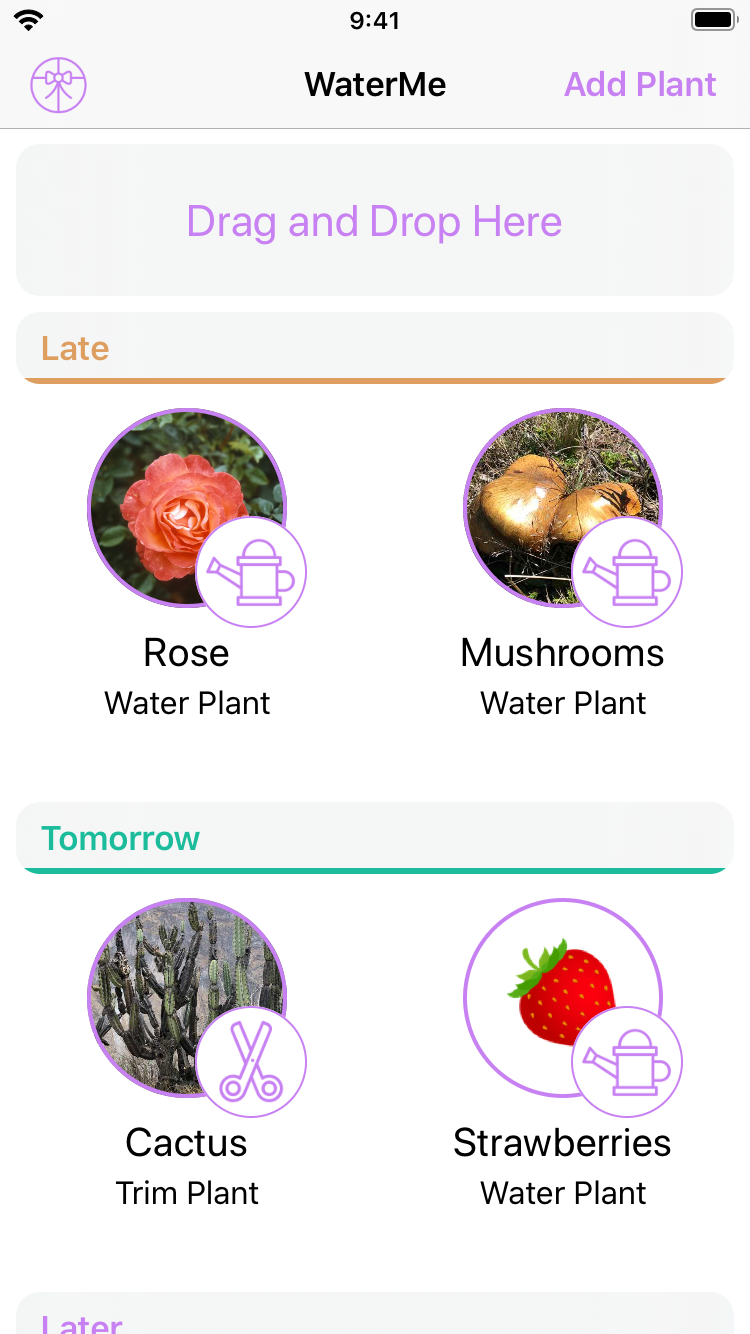 9:41
WaterMe
Add Plant
Drag and Drop Here
Late
Rose
Mushrooms
Water Plant
Water Plant
Tomorrow
Cactus
Strawberries
Trim Plant
Water Plant
Later